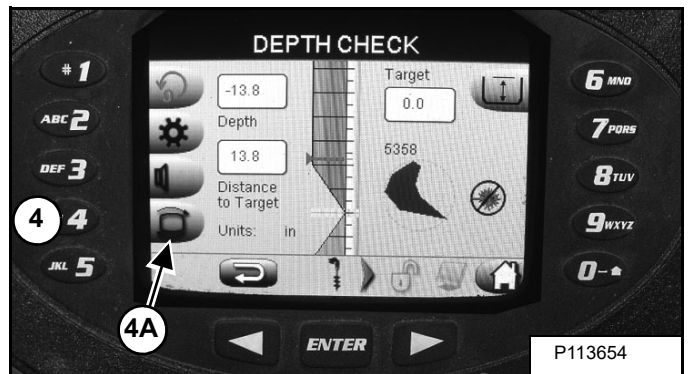 DEPTH CHECK
#1
ABC 2
DEF 3
4 4
JKL 5
-13.8
Depth
13.8
Distance
to Target
Units: in
Target
0.0
5358
6 MNO
7 PQRS
8 TUV
9 WXYZ
0-
4A
ENTER
P113654